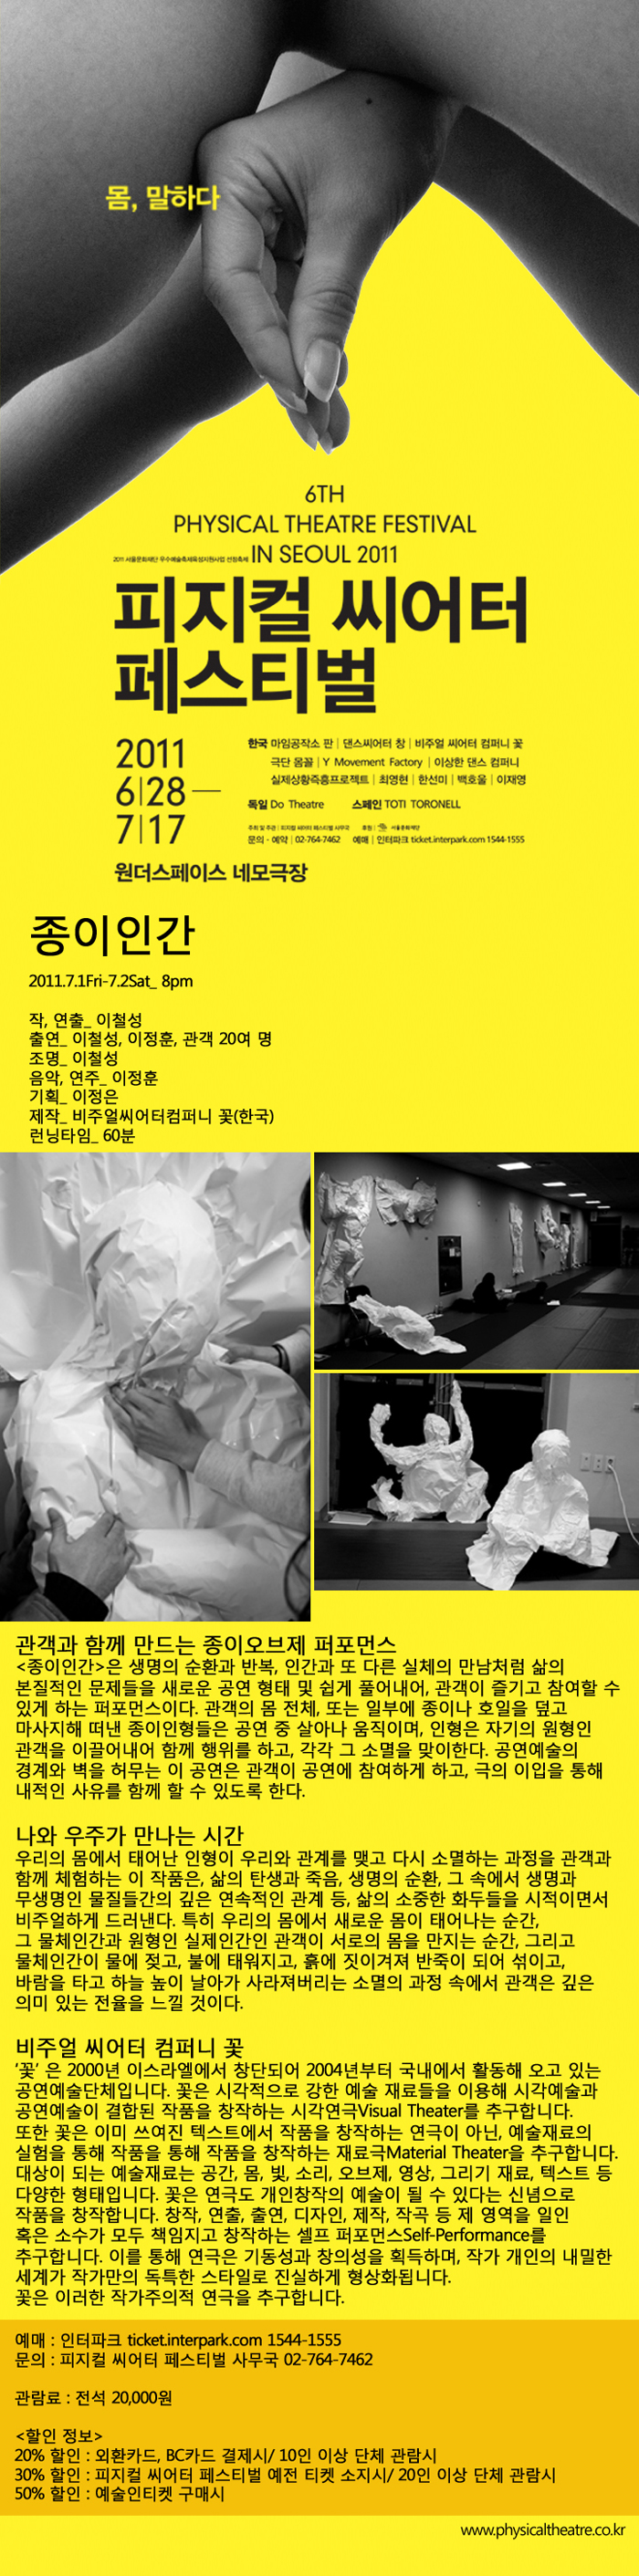 몸, 말하다
6TH
PHYSICAL THEATRE FESTIVAL
2011 서울문화재단 우수예술축제육성지원사업 선정축제 IN SEOUL 2011
피지컬 씨어터
페스티벌
2011
6|28 —
7|17
한국 마임공작소 판 | 댄스씨어터 창 | 비주얼 씨어터 컴퍼니 꽃
극단 몸꼴 | Y Movement Factory | 이상한 댄스 컴퍼니
실제상황즉흥프로젝트 | 최영현 | 한선미 | 백호울 | 이재영
독일 Do Theatre 스페인 TOTI TORONELL
주최 및 주관 | 피지컬 씨어터 페스티벌 사무국 후원 | 서울문화재단
문의 - 예약 | 02-764-7462 예매 | 인터파크 ticket.interpark.com 1544-1555
원더스페이스 네모극장
종이인간
2011.7.1Fri-7.2Sat_ 8pm
작, 연출_ 이철성
출연_ 이철성, 이정훈, 관객 20여 명
조명_ 이철성
음악, 연주_ 이정훈
기획_ 이정은
제작_ 비주얼씨어터컴퍼니 꽃(한국)
런닝타임_ 60분
관객과 함께 만드는 종이오브제 퍼포먼스
<종이인간>은 생명의 순환과 반복, 인간과 또 다른 실체의 만남처럼 삶의
본질적인 문제들을 새로운 공연 형태 및 쉽게 풀어내어, 관객이 즐기고 참여할 수
있게 하는 퍼포먼스이다. 관객의 몸 전체, 또는 일부에 종이나 호일을 덮고
마사지해 떠낸 종이인형들은 공연 중 살아나 움직이며, 인형은 자기의 원형인
관객을 이끌어내어 함께 행위를 하고, 각각 그 소멸을 맞이한다. 공연예술의
경계와 벽을 허무는 이 공연은 관객이 공연에 참여하게 하고, 극의 이입을 통해
내적인 사유를 함께 할 수 있도록 한다.
나와 우주가 만나는 시간
우리의 몸에서 태어난 인형이 우리와 관계를 맺고 다시 소멸하는 과정을 관객과
함께 체험하는 이 작품은, 삶의 탄생과 죽음, 생명의 순환, 그 속에서 생명과
무생명인 물질들간의 깊은 연속적인 관계 등, 삶의 소중한 화두들을 시적이면서
비주얼하게 드러낸다. 특히 우리의 몸에서 새로운 몸이 태어나는 순간,
그 물체인간과 원형인 실제인간인 관객이 서로의 몸을 만지는 순간, 그리고
물체인간이 물에 젖고, 불에 태워지고, 흙에 짓이겨져 반죽이 되어 섞이고,
바람을 타고 하늘 높이 날아가 사라져버리는 소멸의 과정 속에서 관객은 깊은
의미 있는 전율을 느낄 것이다.
비주얼 씨어터 컴퍼니 꽃
‘꽃’ 은 2000년 이스라엘에서 창단되어 2004년부터 국내에서 활동해 오고 있는
공연예술단체입니다. 꽃은 시각적으로 강한 예술 재료들을 이용해 시각예술과
공연예술이 결합된 작품을 창작하는 시각연극Visual Theater를 추구합니다.
또한 꽃은 이미 쓰여진 텍스트에서 작품을 창작하는 연극이 아닌, 예술재료의
실험을 통해 작품을 통해 작품을 창작하는 재료극Material Theater을 추구합니다.
대상이 되는 예술재료는 공간, 몸, 빛, 소리, 오브제, 영상, 그리기 재료, 텍스트 등
다양한 형태입니다. 꽃은 연극도 개인창작의 예술이 될 수 있다는 신념으로
작품을 창작합니다. 창작, 연출, 출연, 디자인, 제작, 작곡 등 제 영역을 일인
혹은 소수가 모두 책임지고 창작하는 셀프 퍼포먼스Self-Performance를
추구합니다. 이를 통해 연극은 기동성과 창의성을 획득하며, 작가 개인의 내밀한
세계가 작가만의 독특한 스타일로 진실하게 형상화됩니다.
꽃은 이러한 작가주의적 연극을 추구합니다.
예매 : 인터파크 ticket.interpark.com 1544-1555
문의 : 피지컬 씨어터 페스티벌 사무국 02-764-7462
관람료 : 전석 20,000원
<할인 정보>
20% 할인 : 외환카드, BC카드 결제시/ 10인 이상 단체 관람시
30% 할인 : 피지컬 씨어터 페스티벌 예전 티켓 소지시/ 20인 이상 단체 관람시
50% 할인 : 예술인티켓 구매시
www.physicaltheatre.co.kr